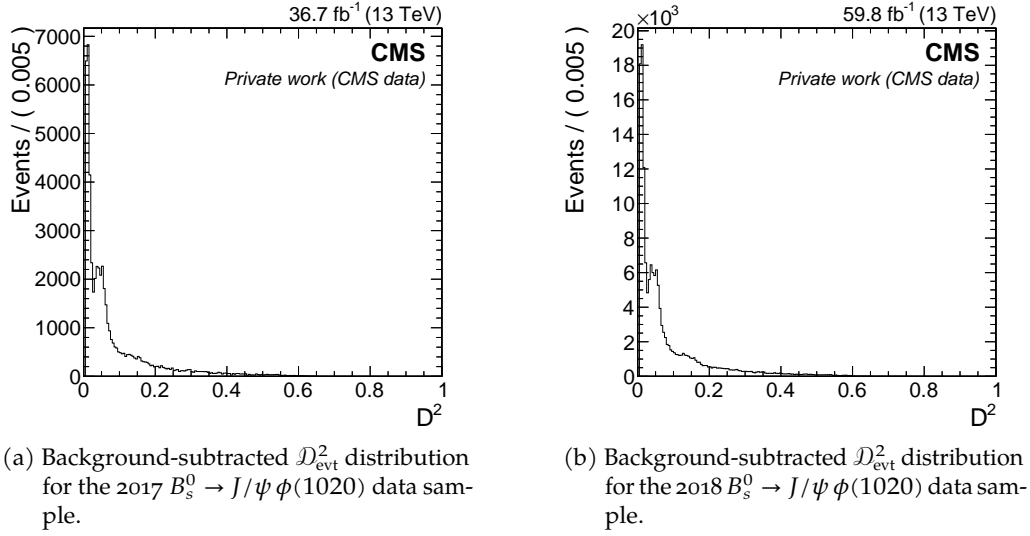 36.7 fb⁻¹ (13 TeV)
CMS
Private work (CMS data)
Events / ( 0.005 )
7000
6000
5000
4000
3000
2000
1000
0
0 0.2 0.4 0.6 0.8 1
D²
(a) Background-subtracted 𝒟²evt distribution
for the 2017 B⁰s → J/ψ ϕ(1020) data sam-
ple.
59.8 fb⁻¹ (13 TeV)
×10³
CMS
Private work (CMS data)
Events / ( 0.005 )
20
18
16
14
12
10
8
6
4
2
0
0 0.2 0.4 0.6 0.8 1
D²
(b) Background-subtracted 𝒟²evt distribution
for the 2018 B⁰s → J/ψ ϕ(1020) data sam-
ple.